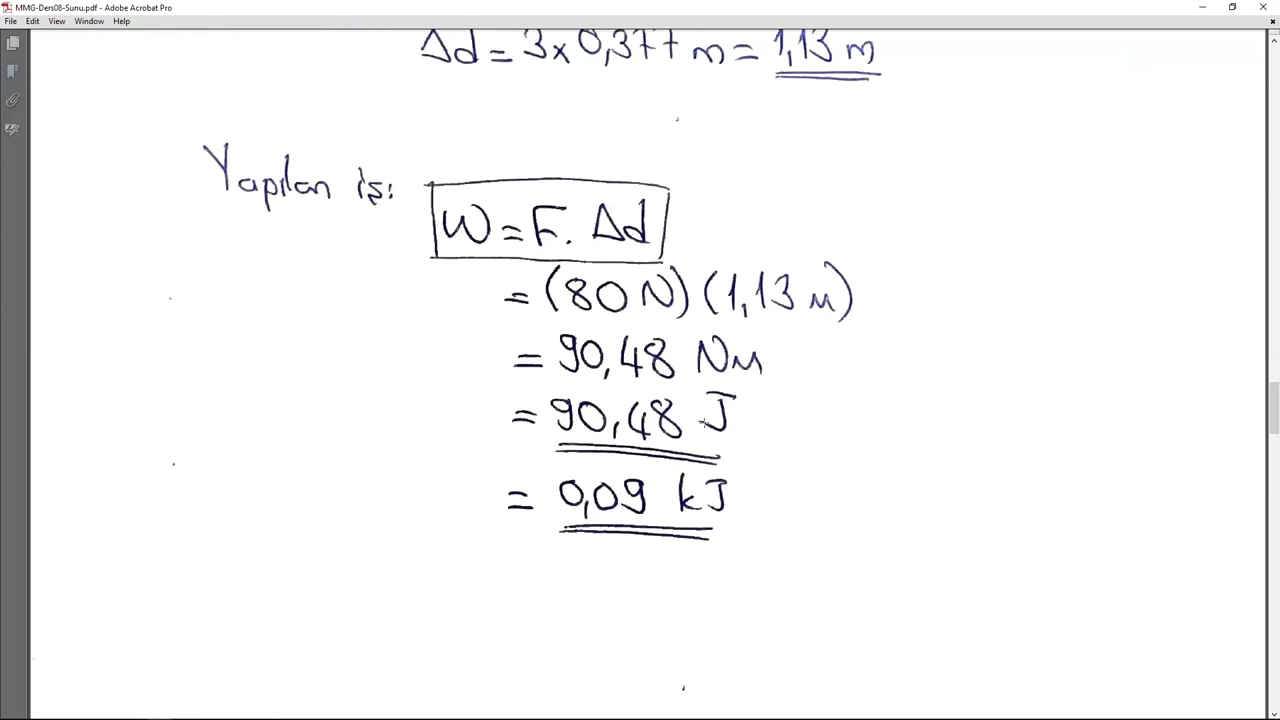 MMG-Ders08-Sunu.pdf - Adobe Acrobat Pro
File Edit View Window Help
Δd = 3 x 0,377 m = 1,13 m
Yapılan iş:
W = F. Δd
= (80 N) (1,13 m)
= 90,48 Nm
= 90,48 J
= 0,09 kJ